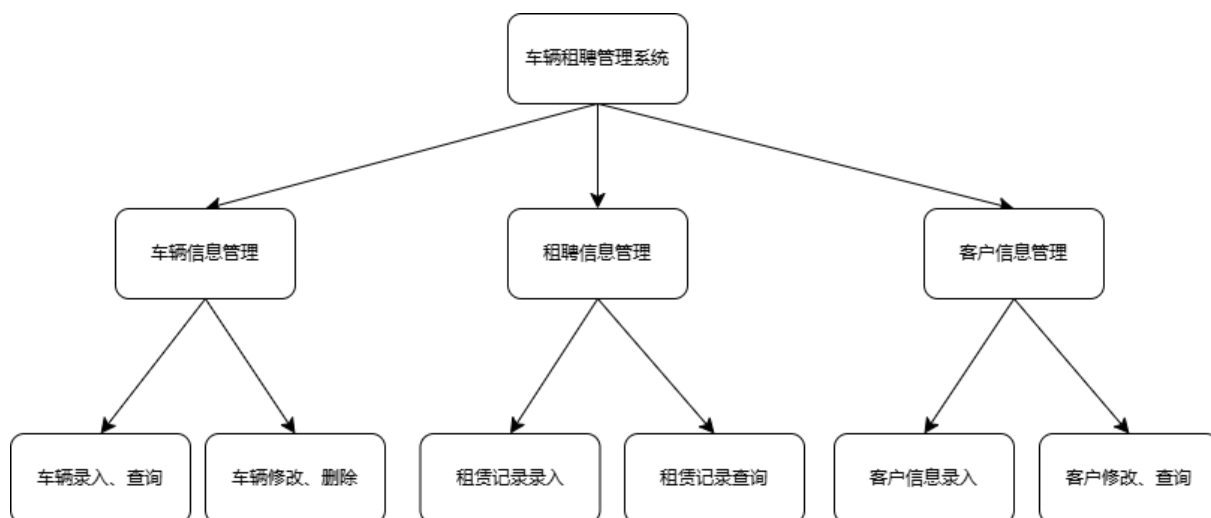 车辆租聘管理系统
车辆信息管理
租聘信息管理
客户信息管理
车辆录入、查询
车辆修改、删除
租赁记录录入
租赁记录查询
客户信息录入
客户修改、查询